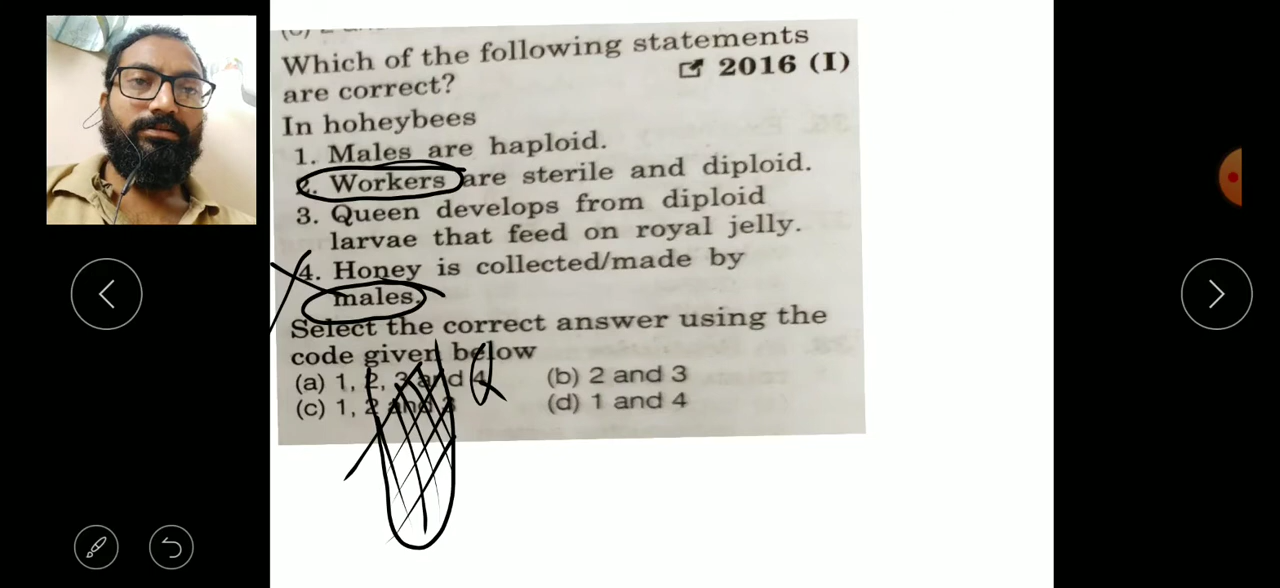 Which of the following statements
are correct? 2016 (I)
In hoheybees
1. Males are haploid.
2. Workers are sterile and diploid.
3. Queen develops from diploid
larvae that feed on royal jelly.
4. Honey is collected/made by
males.
Select the correct answer using the
code given below
(a) 1, 2, 3 and 4 (b) 2 and 3
(c) 1, 2 and 3 (d) 1 and 4